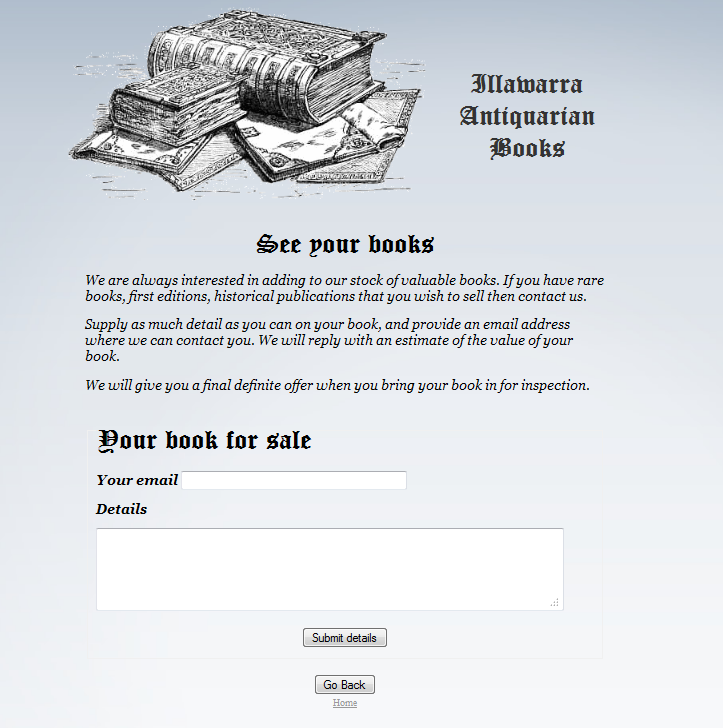 Illawarra
Antiquarian
Books
See your books
We are always interested in adding to our stock of valuable books. If you have rare
books, first editions, historical publications that you wish to sell then contact us.
Supply as much detail as you can on your book, and provide an email address
where we can contact you. We will reply with an estimate of the value of your
book.
We will give you a final definite offer when you bring your book in for inspection.
Your book for sale
Your email
Details
Submit details
Go Back
Home